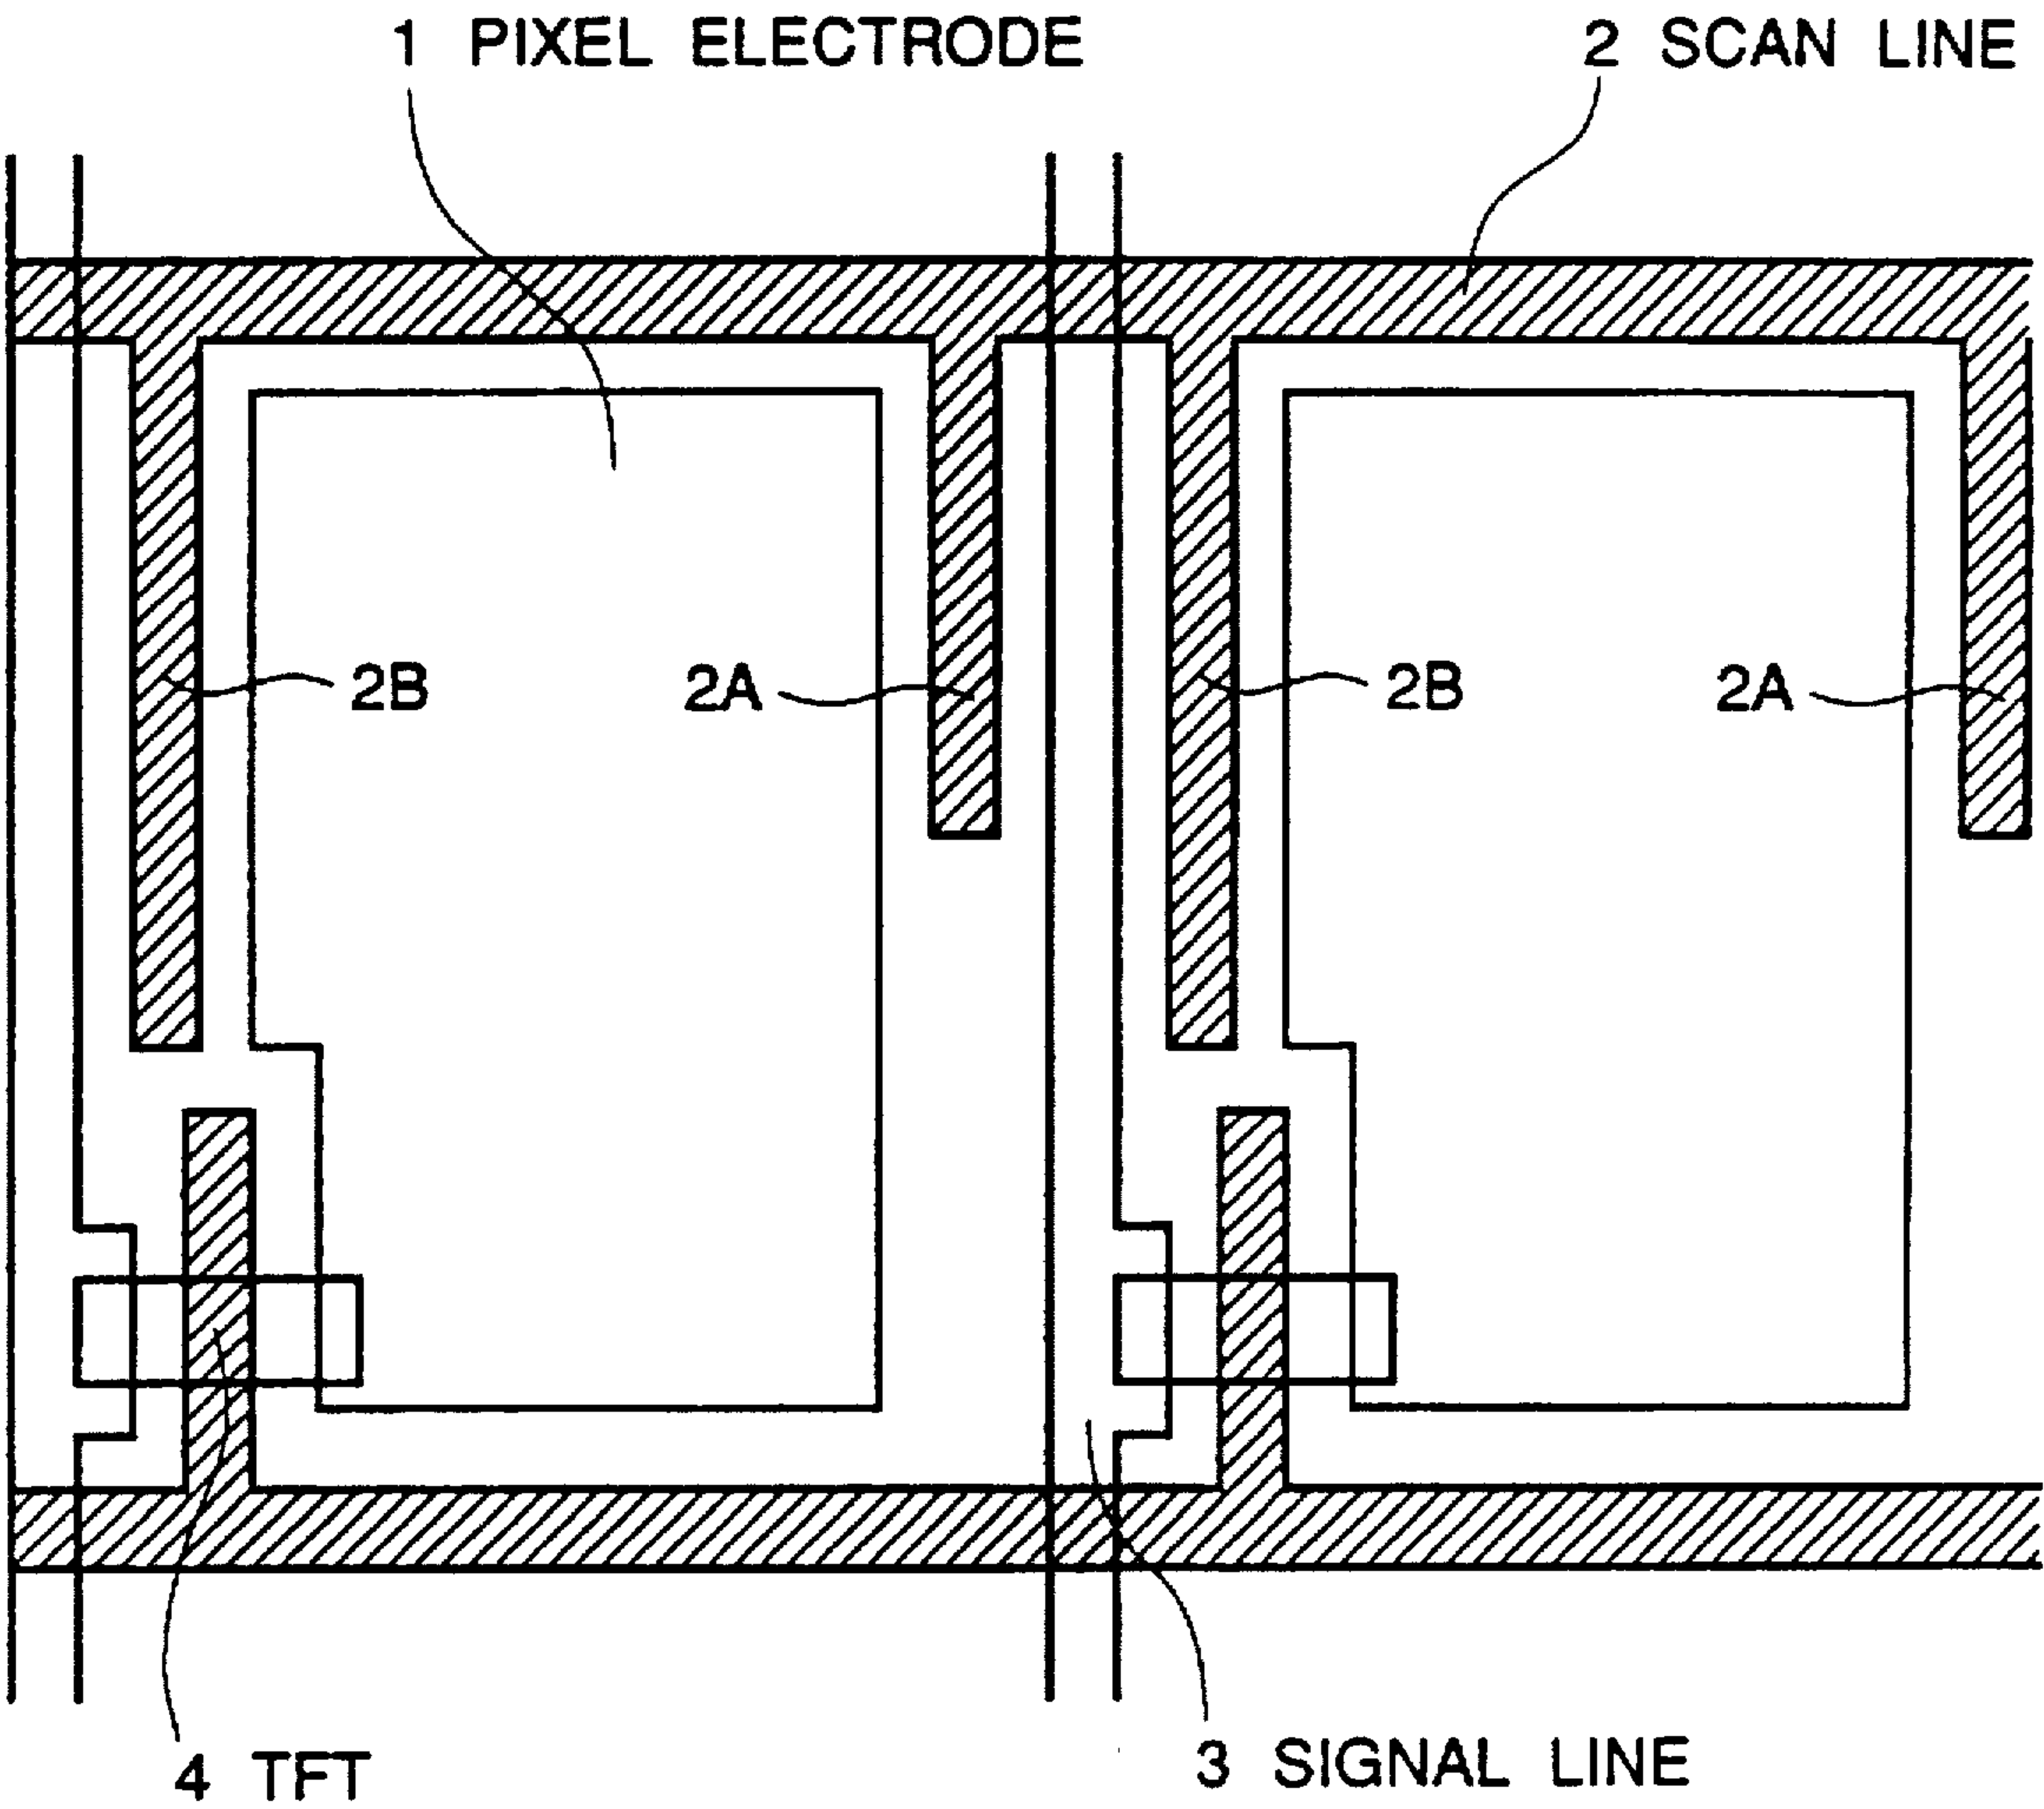 1 PIXEL ELECTRODE
2 SCAN LINE
2B
2A
2B
2A
4 TFT
3 SIGNAL LINE